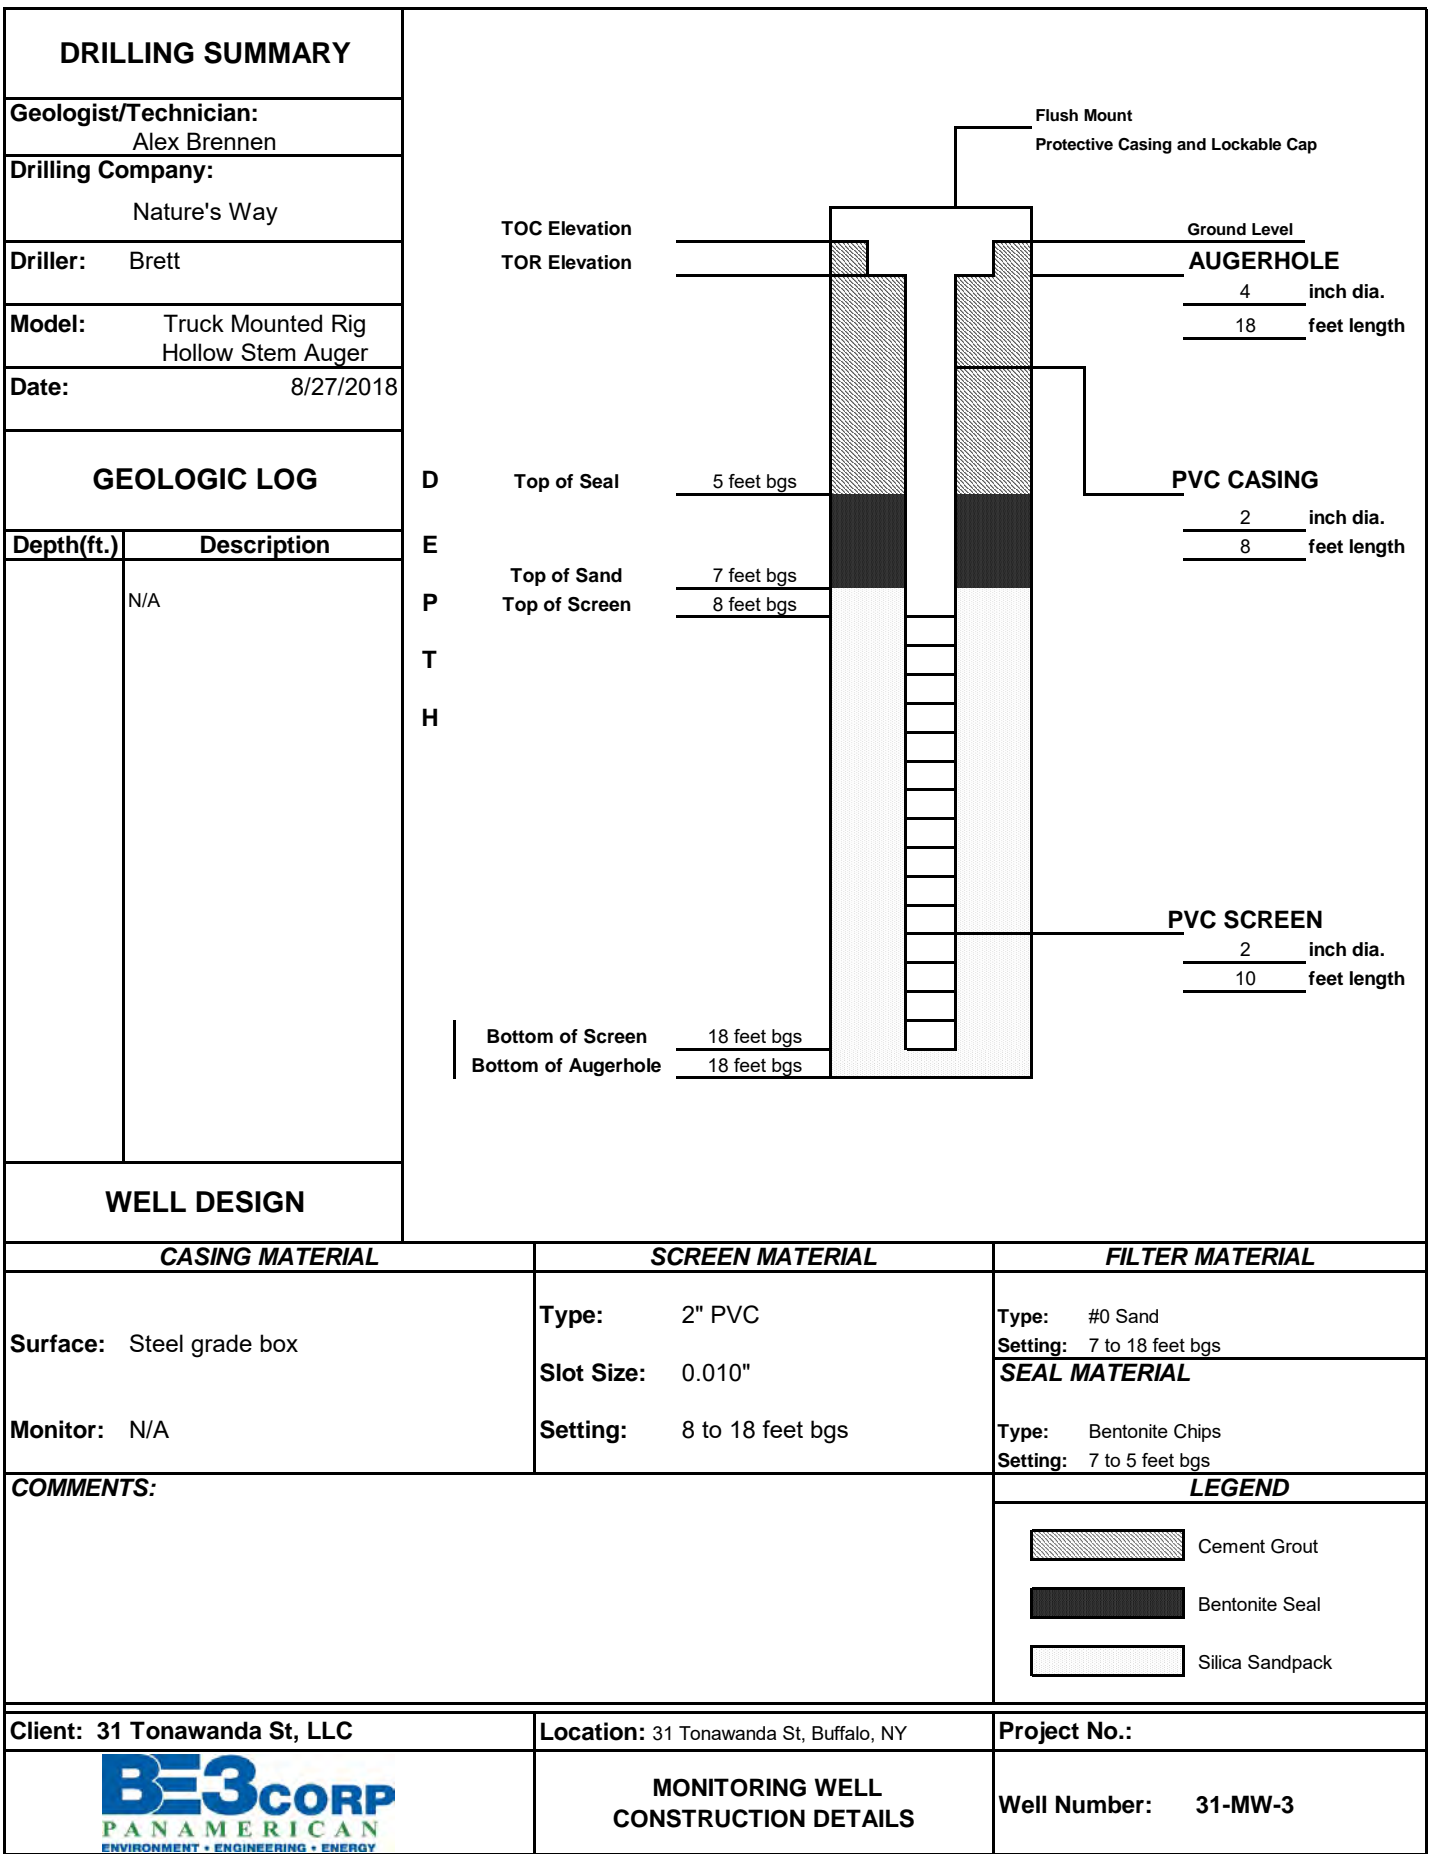 DRILLING SUMMARY
Geologist/Technician:
Alex Brennen
Drilling Company:
Nature's Way
Driller: Brett
Model: Truck Mounted Rig
Hollow Stem Auger
Date: 8/27/2018
GEOLOGIC LOG
Depth(ft.) Description
N/A
WELL DESIGN
Flush Mount
Protective Casing and Lockable Cap
TOC Elevation
TOR Elevation
Ground Level
AUGERHOLE
4 inch dia.
18 feet length
D
E
P
T
H
Top of Seal 5 feet bgs
PVC CASING
2 inch dia.
8 feet length
Top of Sand 7 feet bgs
Top of Screen 8 feet bgs
PVC SCREEN
2 inch dia.
10 feet length
Bottom of Screen 18 feet bgs
Bottom of Augerhole 18 feet bgs
CASING MATERIAL
Surface: Steel grade box
Monitor: N/A
SCREEN MATERIAL
Type: 2" PVC
Slot Size: 0.010"
Setting: 8 to 18 feet bgs
FILTER MATERIAL
Type: #0 Sand
Setting: 7 to 18 feet bgs
SEAL MATERIAL
Type: Bentonite Chips
Setting: 7 to 5 feet bgs
COMMENTS:
LEGEND
Cement Grout
Bentonite Seal
Silica Sandpack
Client: 31 Tonawanda St, LLC
Location: 31 Tonawanda St, Buffalo, NY
Project No.:
BE3CORP
PANAMERICAN
ENVIRONMENT • ENGINEERING • ENERGY
MONITORING WELL
CONSTRUCTION DETAILS
Well Number: 31-MW-3